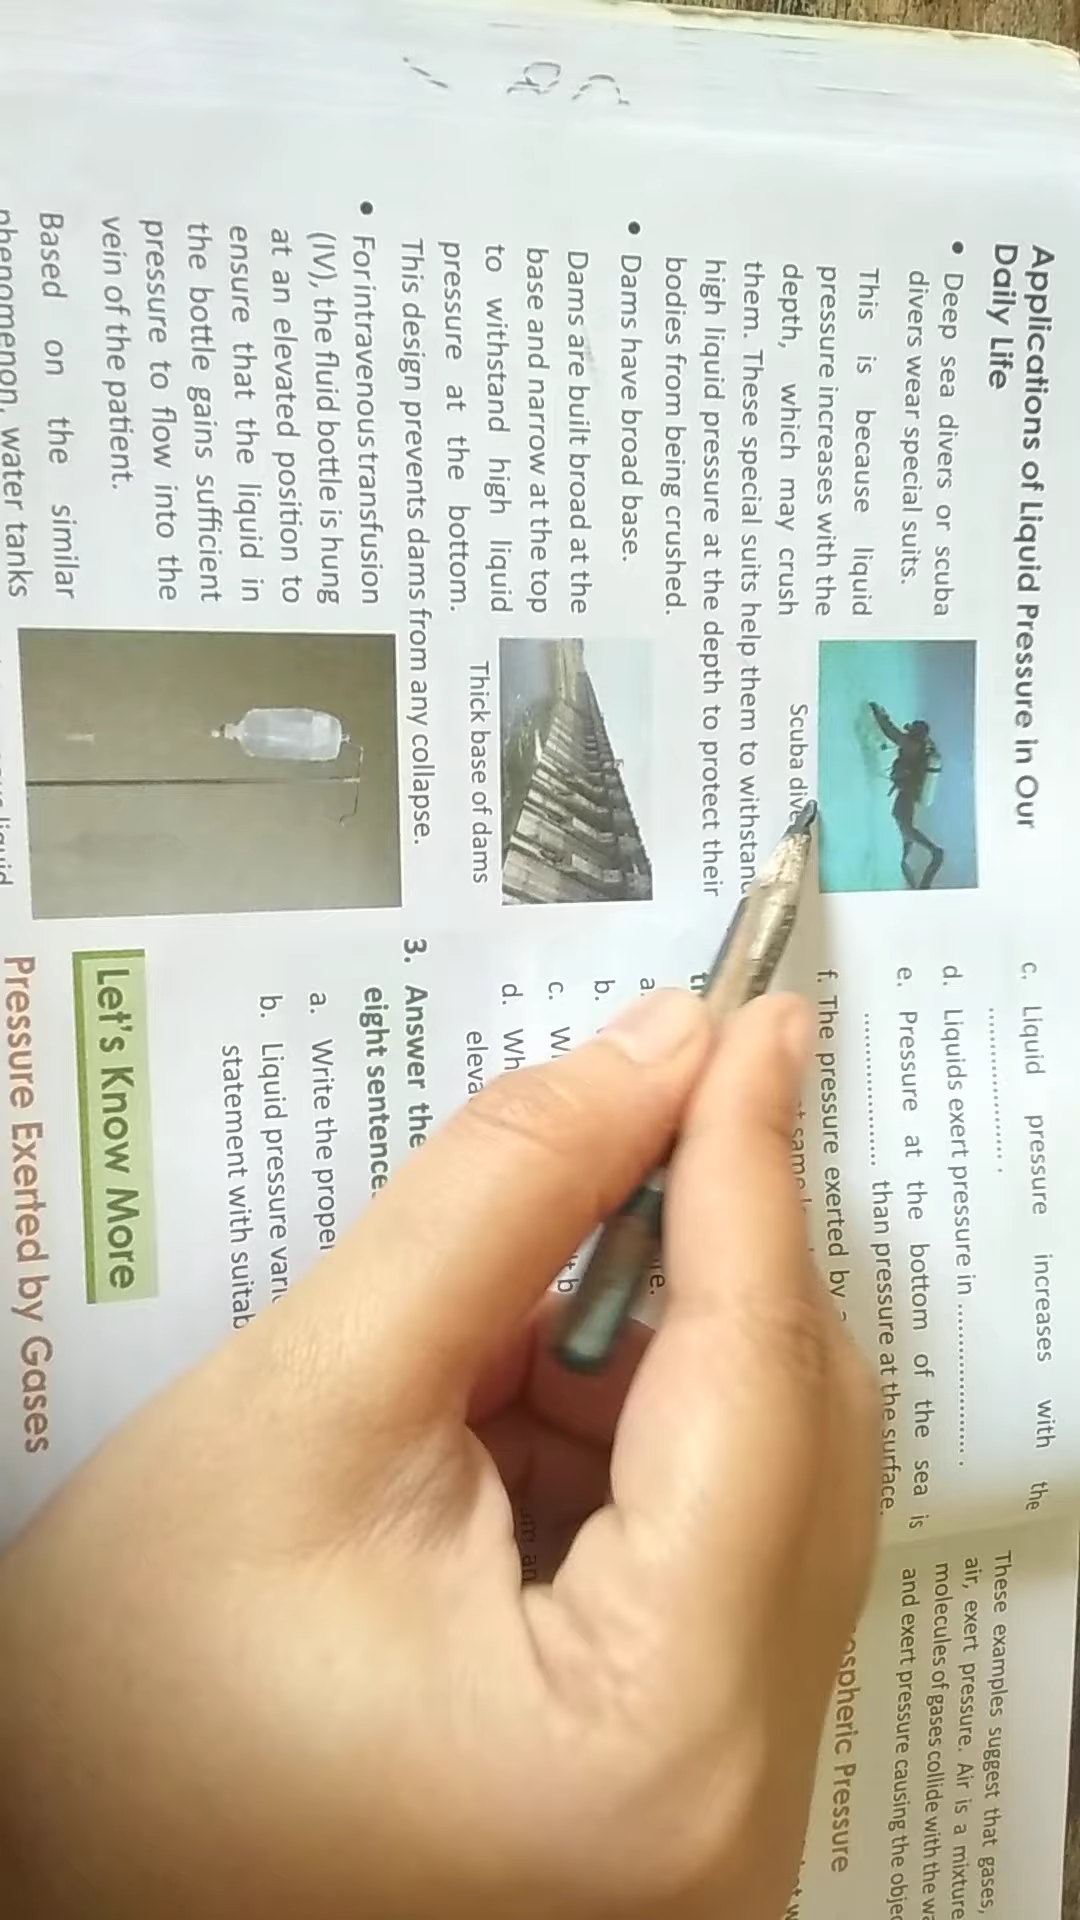 Applications of Liquid Pressure in Our
Daily Life
• Deep sea divers or scuba
divers wear special suits.
This is because liquid
pressure increases with the
depth, which may crush
them. These special suits help them to withstand
high liquid pressure at the depth to protect their
bodies from being crushed.
Scuba
• Dams have broad base.
Dams are built broad at the
base and narrow at the top
to withstand high liquid
pressure at the bottom.
This design prevents dams from any collapse.
Thick base of dams
• For intravenous transfusion
(IV), the fluid bottle is hung
at an elevated position to
ensure that the liquid in
the bottle gains sufficient
pressure to flow into the
vein of the patient.
Based on the similar
phenomenon, water tanks
c. Liquid pressure increases with the
.................. .
d. Liquids exert pressure in .................. .
e. Pressure at the bottom of the sea is
.................. than pressure at the surface.
f. The pressure exerted by
same
a.
b.
c.
d.
3. Answer the
eight
a. Write the
b. Liquid pressure
statement with
Let's Know More
Pressure Exerted by Gases
These examples suggest that gases,
air, exert pressure. Air is a mixture
molecules of gases collide with the
and exert pressure causing the
Pressure